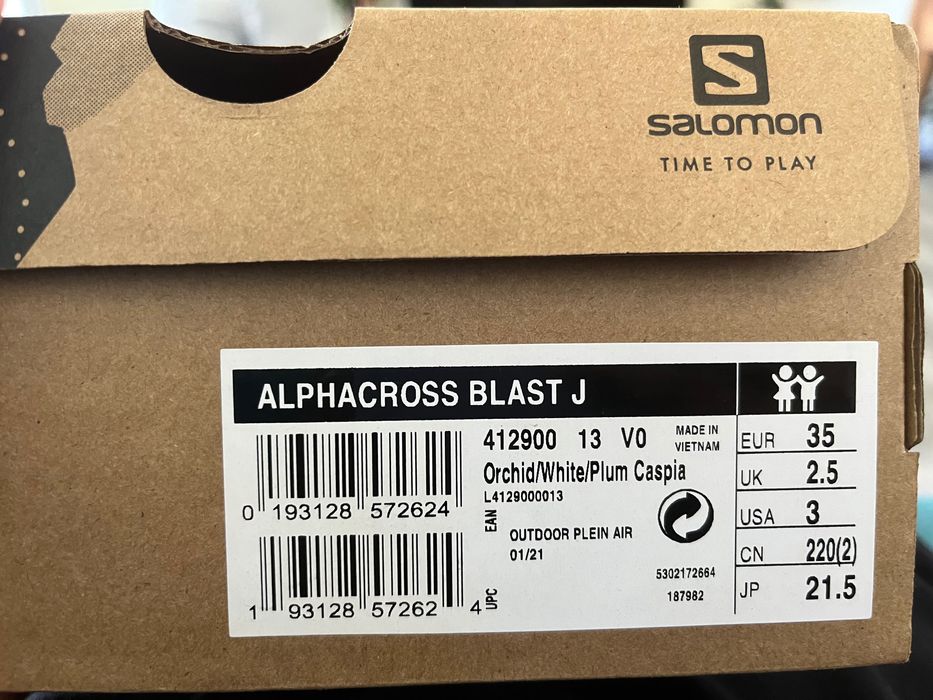 S
SALOMON
TIME TO PLAY
ALPHACROSS BLAST J
412900 13 V0
MADE IN
VIETNAM
Orchid/White/Plum Caspia
L4129000013
EAN
0 193128 572624
OUTDOOR PLEIN AIR
01/21
5302172664
187982
UPC
1 93128 57262 4
EUR 35
UK 2.5
USA 3
CN 220(2)
JP 21.5